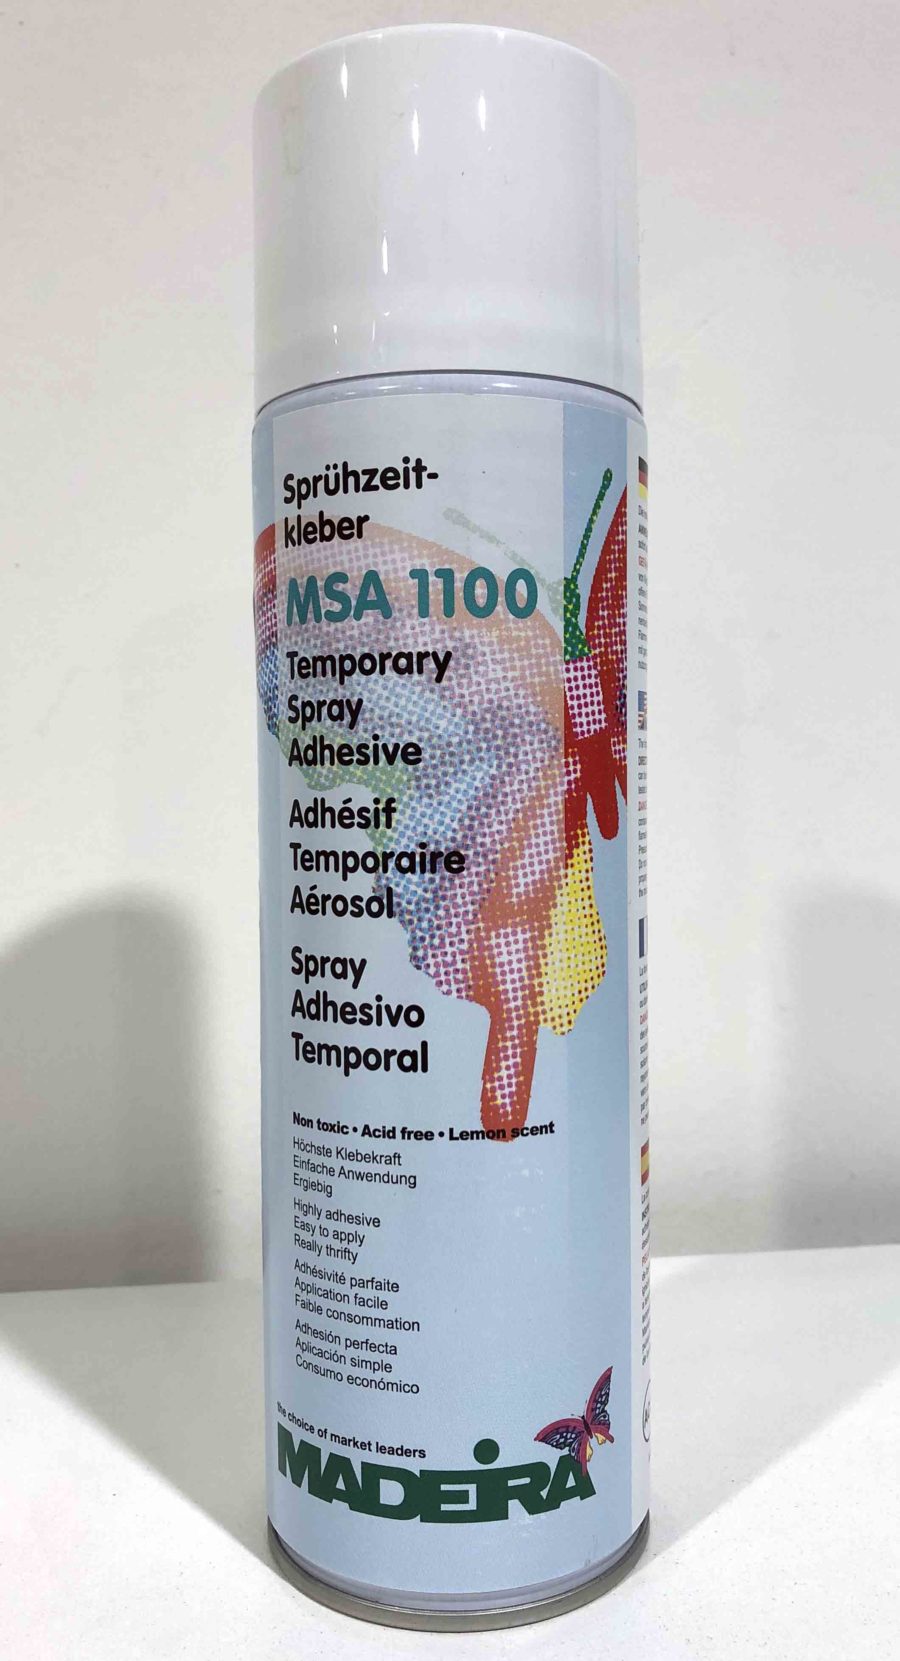 Sprühzeit-
kleber
MSA 1100
Temporary
Spray
Adhesive
Adhésif
Temporaire
Aérosol
Spray
Adhesivo
Temporal
Non toxic • Acid free • Lemon scent
Höchste Klebekraft
Einfache Anwendung
Ergiebig
Highly adhesive
Easy to apply
Really thrifty
Adhésivité parfaite
Application facile
Faible consommation
Adhesión perfecta
Aplicación simple
Consumo económico
the choice of market leaders
MADEIRA